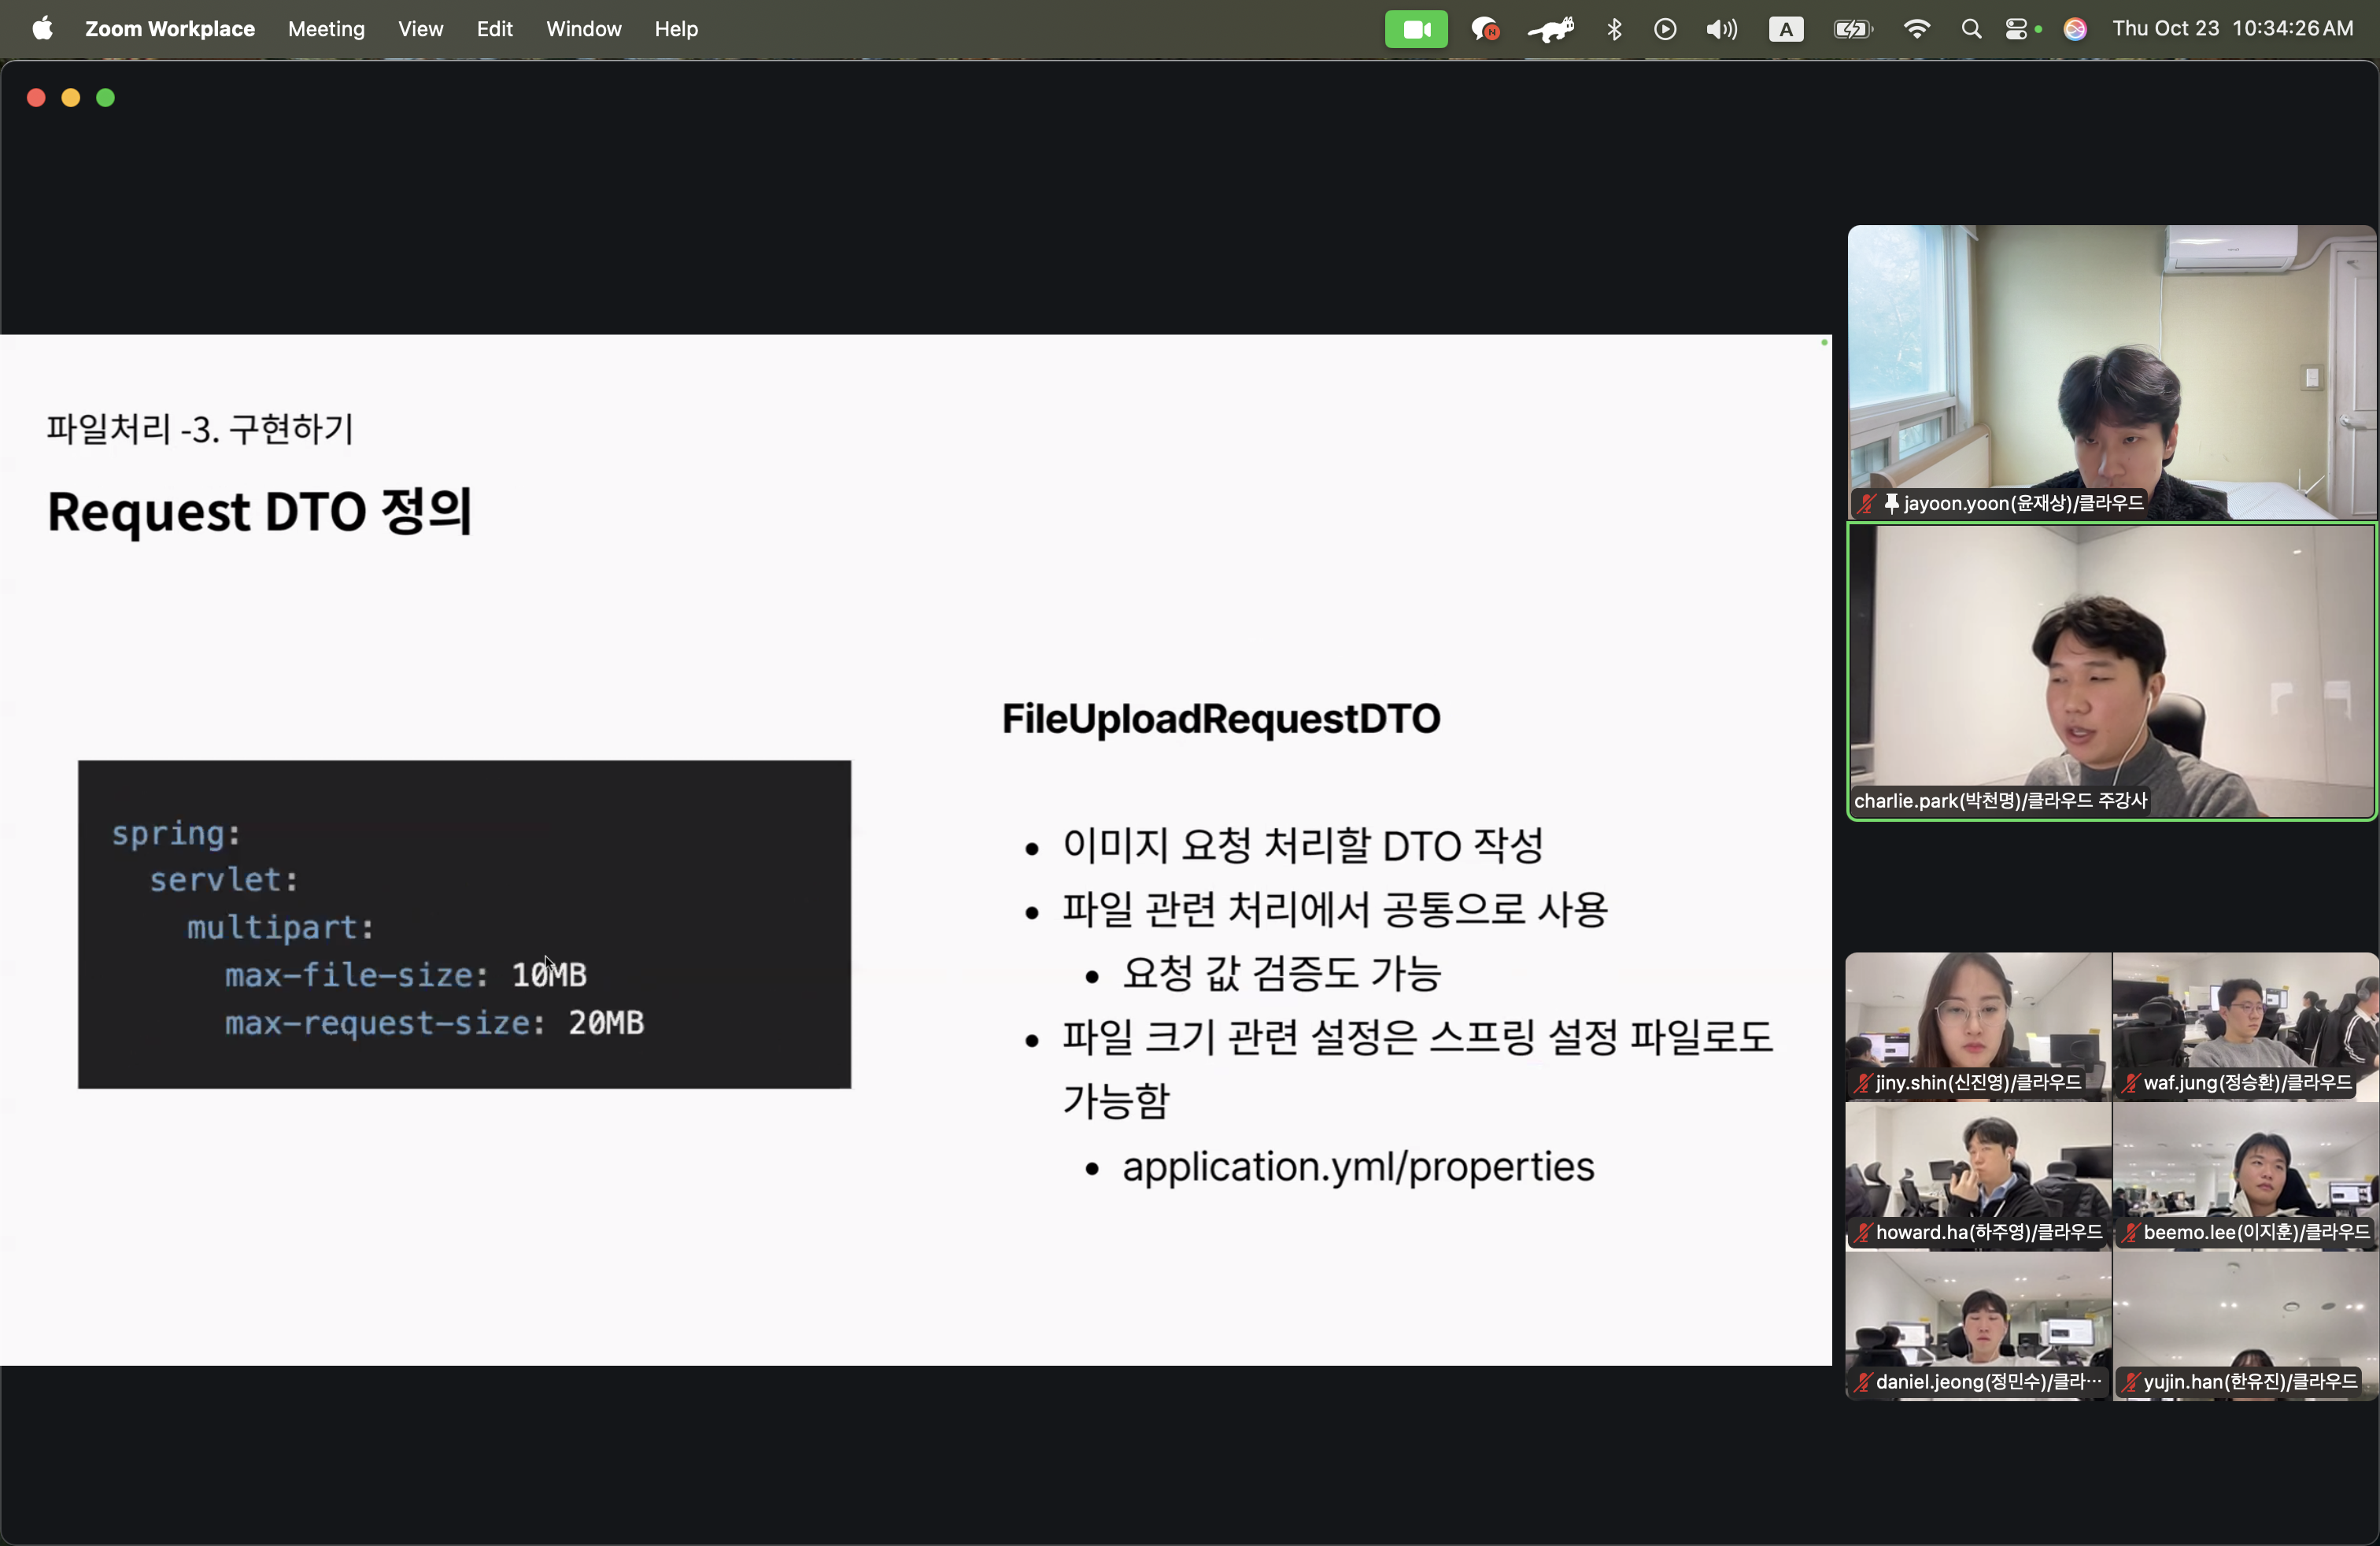 Zoom Workplace Meeting View Edit Window Help
A
Thu Oct 23 10:34:26 AM
파일처리 -3. 구현하기
Request DTO 정의
spring:
servlet:
multipart:
max-file-size: 10MB
max-request-size: 20MB
FileUploadRequestDTO
• 이미지 요청 처리할 DTO 작성
• 파일 관련 처리에서 공통으로 사용
• 요청 값 검증도 가능
• 파일 크기 관련 설정은 스프링 설정 파일로도
가능함
• application.yml/properties
jayoon.yoon(윤재상)/클라우드
charlie.park(박천명)/클라우드 주강사
jiny.shin(신진영)/클라우드
waf.jung(정승환)/클라우드
howard.ha(하주영)/클라우드
beemo.lee(이지훈)/클라우드
daniel.jeong(정민수)/클라···
yujin.han(한유진)/클라우드